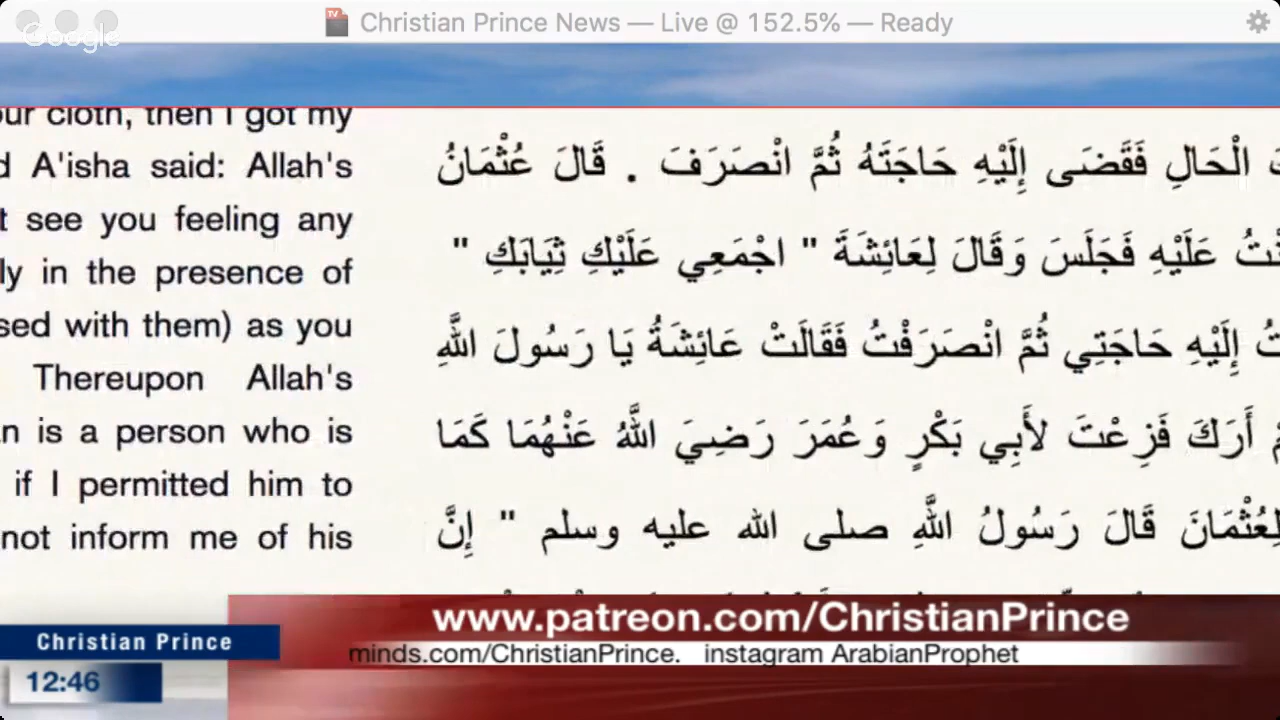 Christian Prince News — Live @ 152.5% — Ready
Google
our cloth, then I got my
A'isha said: Allah's
see you feeling any
in the presence of
with them) as you
Thereupon Allah's
is a person who is
if I permitted him to
not inform me of his
الْحَالِ فَقَضَى إِلَيْهِ حَاجَتَهُ ثُمَّ انْصَرَفَ . قَالَ عُثْمَانُ
عَلَيْهِ فَجَلَسَ وَقَالَ لِعَائِشَةَ " اجْمَعِي عَلَيْكِ ثِيَابَكِ "
إِلَيْهِ حَاجَتِي ثُمَّ انْصَرَفْتُ فَقَالَتْ عَائِشَةُ يَا رَسُولَ اللَّهِ
أَرَكَ فَزِعْتَ لأَبِي بَكْرٍ وَعُمَرَ رَضِيَ اللَّهُ عَنْهُمَا كَمَا
لِعُثْمَانَ قَالَ رَسُولُ اللَّهِ صلى الله عليه وسلم " إِنَّ
www.patreon.com/ChristianPrince
minds.com/ChristianPrince. instagram ArabianProphet
Christian Prince
12:46